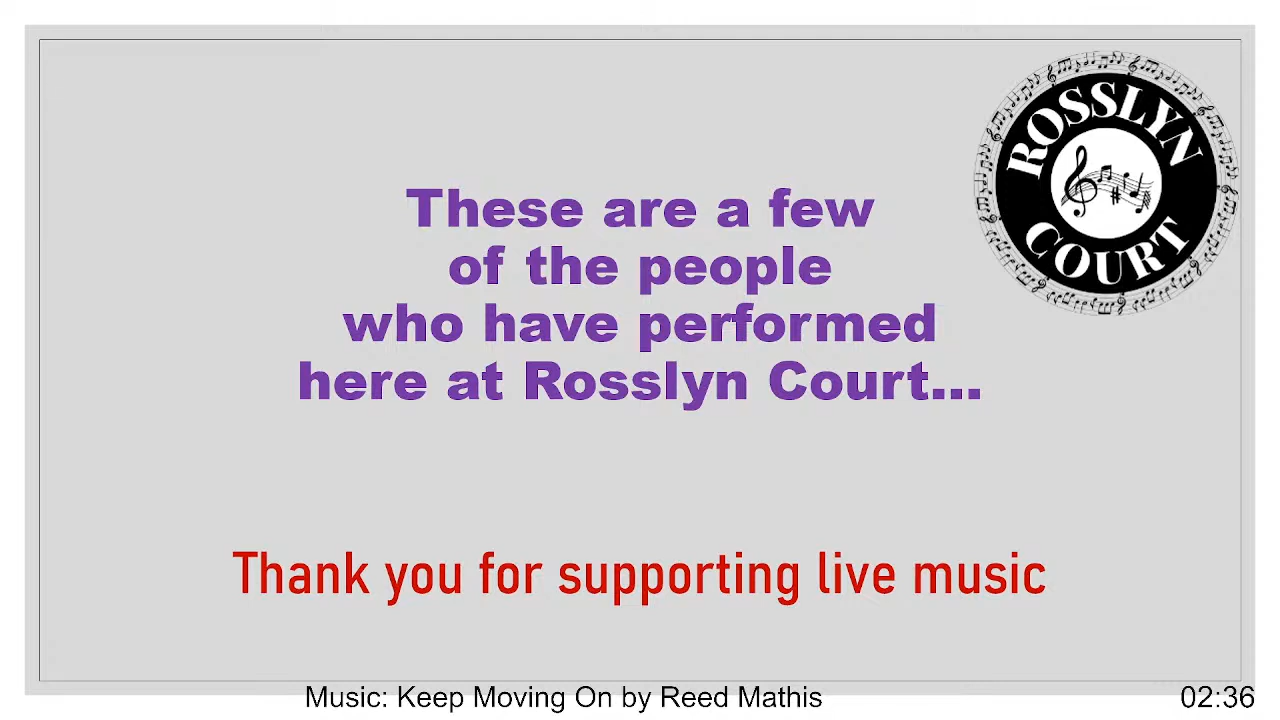 ROSSLYN
COURT
These are a few
of the people
who have performed
here at Rosslyn Court...
Thank you for supporting live music
Music: Keep Moving On by Reed Mathis
02:36